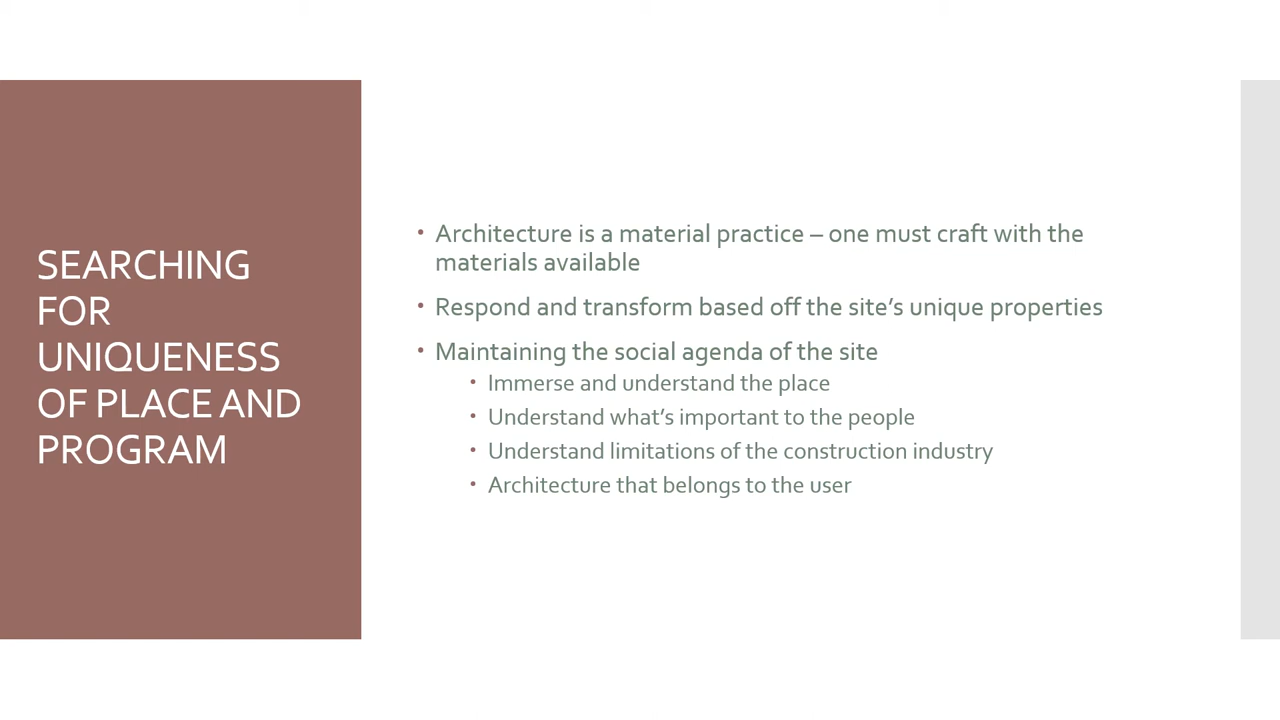 SEARCHING
FOR
UNIQUENESS
OF PLACE AND
PROGRAM
• Architecture is a material practice – one must craft with the
materials available
• Respond and transform based off the site’s unique properties
• Maintaining the social agenda of the site
• Immerse and understand the place
• Understand what’s important to the people
• Understand limitations of the construction industry
• Architecture that belongs to the user